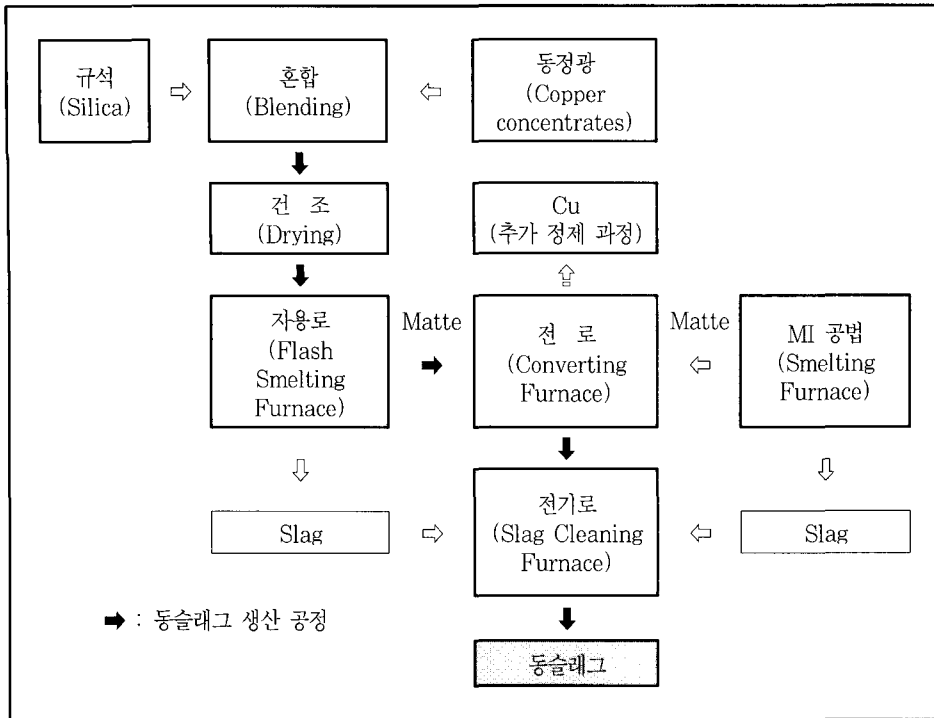 규석
(Silica)
혼합
(Blending)
동정광
(Copper
concentrates)
건 조
(Drying)
Cu
(추가 정제 과정)
자용로
(Flash
Smelting
Furnace)
Matte
전 로
(Converting
Furnace)
Matte
MI 공법
(Smelting
Furnace)
Slag
전기로
(Slag Cleaning
Furnace)
Slag
: 동슬래그 생산 공정
동슬래그